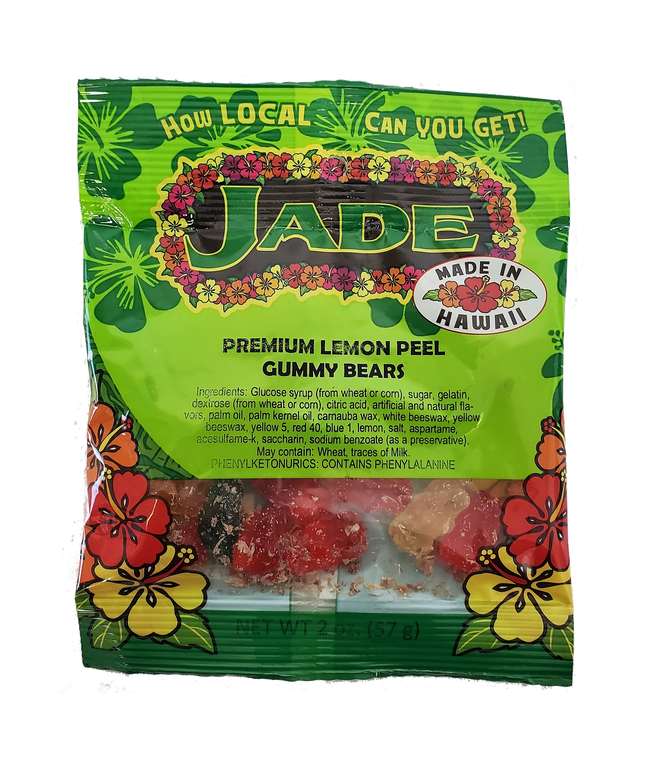 HOW LOCAL CAN YOU GET!
JADE
MADE IN
HAWAII
PREMIUM LEMON PEEL
GUMMY BEARS
Ingredients: Glucose syrup (from wheat or corn), sugar, gelatin,
dextrose (from wheat or corn), citric acid, artificial and natural fla-
vors, palm oil, palm kernel oil, carnauba wax, white beeswax, yellow
beeswax, yellow 5, red 40, blue 1, lemon, salt, aspartame,
acesulfame-k, saccharin, sodium benzoate (as a preservative).
May contain: Wheat, traces of Milk.
PHENYLKETONURICS: CONTAINS PHENYLALANINE
NET WT 2 oz. (57 g)